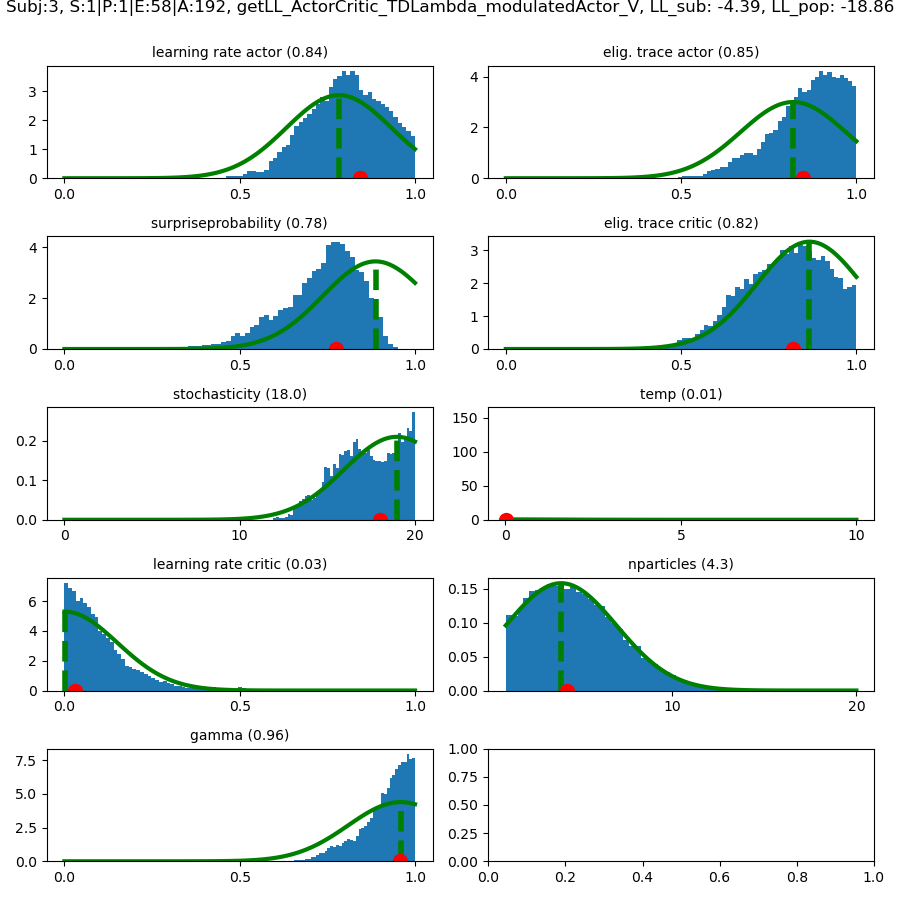 Subj:3, S:1|P:1|E:58|A:192, getLL_ActorCritic_TDLambda_modulatedActor_V, LL_sub: -4.39, LL_pop: -18.86
learning rate actor (0.84)
elig. trace actor (0.85)
3
2
1
0
0.0 0.5 1.0
4
2
0
0.0 0.5 1.0
surpriseprobability (0.78)
elig. trace critic (0.82)
4
2
0
0.0 0.5 1.0
3
2
1
0
0.0 0.5 1.0
stochasticity (18.0)
temp (0.01)
0.2
0.1
0.0
0 10 20
150
100
50
0
0 5 10
learning rate critic (0.03)
nparticles (4.3)
6
4
2
0
0.0 0.5 1.0
0.15
0.10
0.05
0.00
10 20
gamma (0.96)
7.5
5.0
2.5
0.0
0.0 0.5 1.0
1.00
0.75
0.50
0.25
0.00
0.0 0.2 0.4 0.6 0.8 1.0